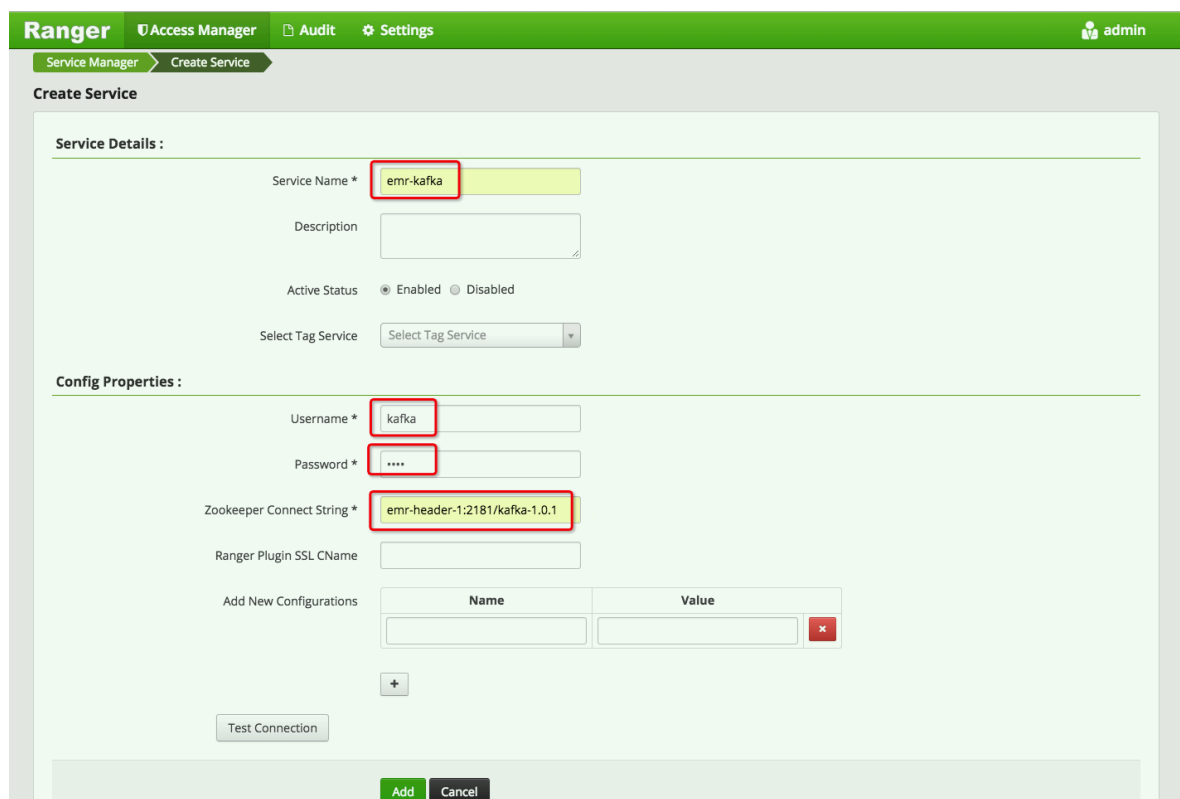 Ranger Access Manager Audit Settings admin
Service Manager Create Service
Create Service
Service Details :
Service Name * emr-kafka
Description
Active Status Enabled Disabled
Select Tag Service Select Tag Service
Config Properties :
Username * kafka
Password * ••••
Zookeeper Connect String * emr-header-1:2181/kafka-1.0.1
Ranger Plugin SSL CName
Add New Configurations Name Value
Test Connection
Add Cancel